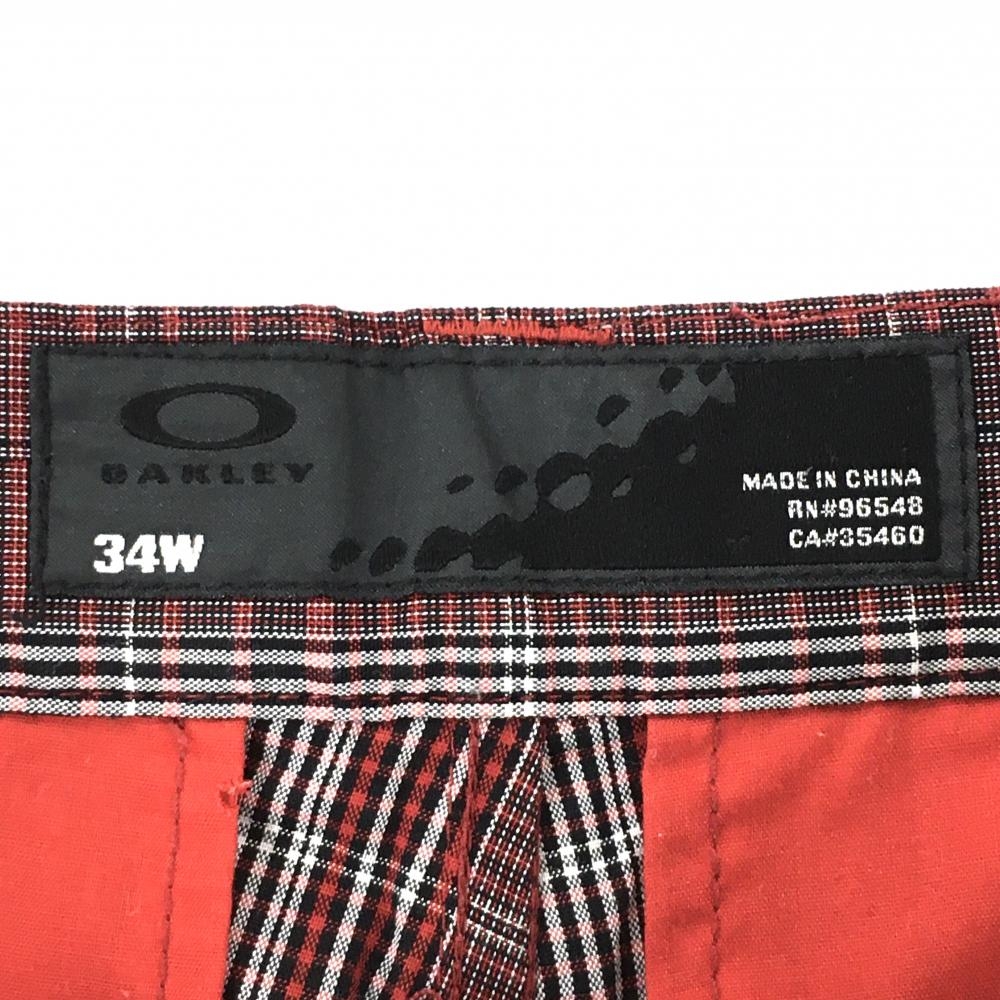 OAKLEY
34W
MADE IN CHINA
RN#96548
CA#35460